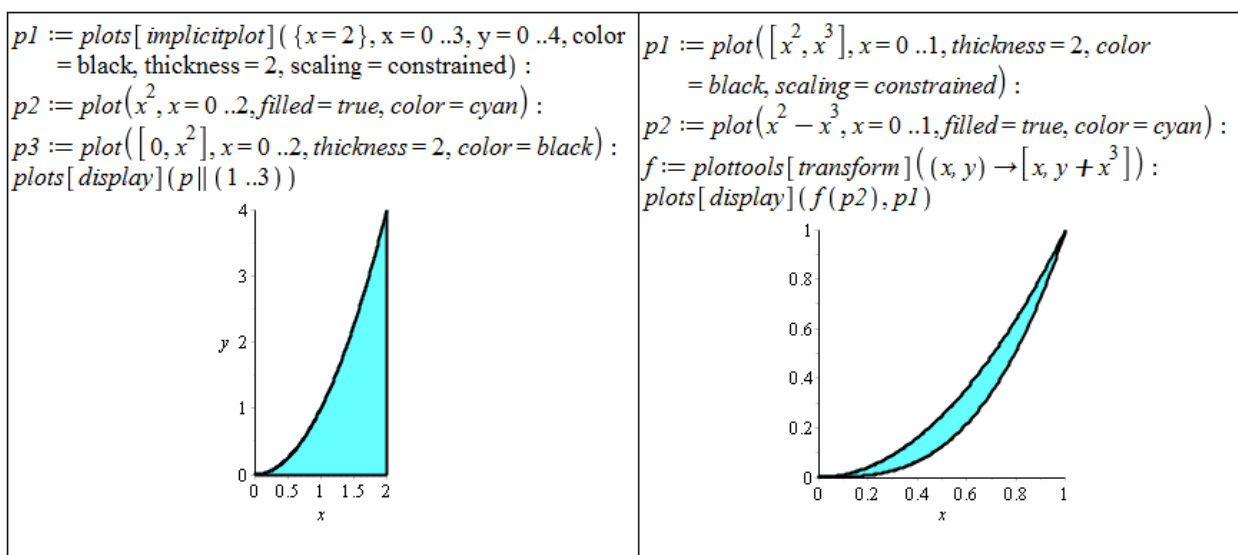 p1 := plots[implicitplot]({x = 2}, x = 0 ..3, y = 0 ..4, color
= black, thickness = 2, scaling = constrained) :
p2 := plot(x^2, x = 0 ..2, filled = true, color = cyan) :
p3 := plot([0, x^2], x = 0 ..2, thickness = 2, color = black) :
plots[display](p || (1 ..3))
4
3
y 2
1
0
0 0.5 1 1.5 2
x
p1 := plot([x^2, x^3], x = 0 ..1, thickness = 2, color
= black, scaling = constrained) :
p2 := plot(x^2 − x^3, x = 0 ..1, filled = true, color = cyan) :
f := plottools[transform]((x, y) → [x, y + x^3]) :
plots[display](f(p2), p1)
1
0.8
0.6
0.4
0.2
0
0 0.2 0.4 0.6 0.8 1
x